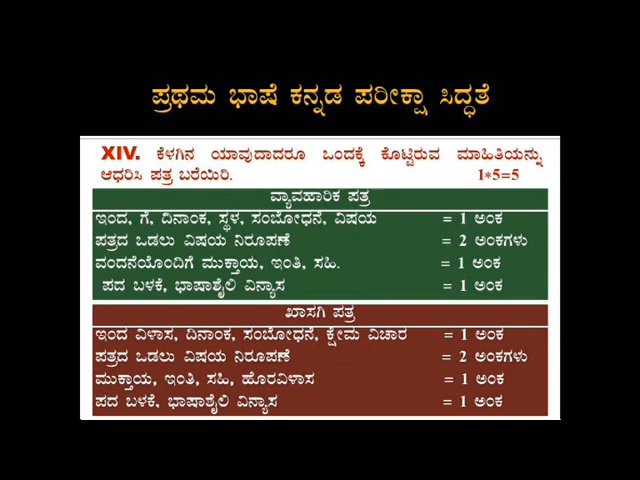 ಪ್ರಥಮ ಭಾಷೆ ಕನ್ನಡ ಪರೀಕ್ಷಾ ಸಿದ್ಧತೆ
XIV. ಕೆಳಗಿನ ಯಾವುದಾದರೂ ಒಂದಕ್ಕೆ ಕೊಟ್ಟಿರುವ ಮಾಹಿತಿಯನ್ನು
ಆಧರಿಸಿ ಪತ್ರ ಬರೆಯಿರಿ. 1*5=5
ವ್ಯಾವಹಾರಿಕ ಪತ್ರ
ಇಂದ, ಗೆ, ದಿನಾಂಕ, ಸ್ಥಳ, ಸಂಬೋಧನೆ, ವಿಷಯ = 1 ಅಂಕ
ಪತ್ರದ ಒಡಲು ವಿಷಯ ನಿರೂಪಣೆ = 2 ಅಂಕಗಳು
ವಂದನೆಯೊಂದಿಗೆ ಮುಕ್ತಾಯ, ಇಂತಿ, ಸಹಿ. = 1 ಅಂಕ
ಪದ ಬಳಕೆ, ಭಾಷಾಶೈಲಿ ವಿನ್ಯಾಸ = 1 ಅಂಕ
ಖಾಸಗಿ ಪತ್ರ
ಇಂದ ವಿಳಾಸ, ದಿನಾಂಕ, ಸಂಬೋಧನೆ, ಕ್ಷೇಮ ವಿಚಾರ = 1 ಅಂಕ
ಪತ್ರದ ಒಡಲು ವಿಷಯ ನಿರೂಪಣೆ = 2 ಅಂಕಗಳು
ಮುಕ್ತಾಯ, ಇಂತಿ, ಸಹಿ, ಹೊರವಿಳಾಸ = 1 ಅಂಕ
ಪದ ಬಳಕೆ, ಭಾಷಾಶೈಲಿ ವಿನ್ಯಾಸ = 1 ಅಂಕ